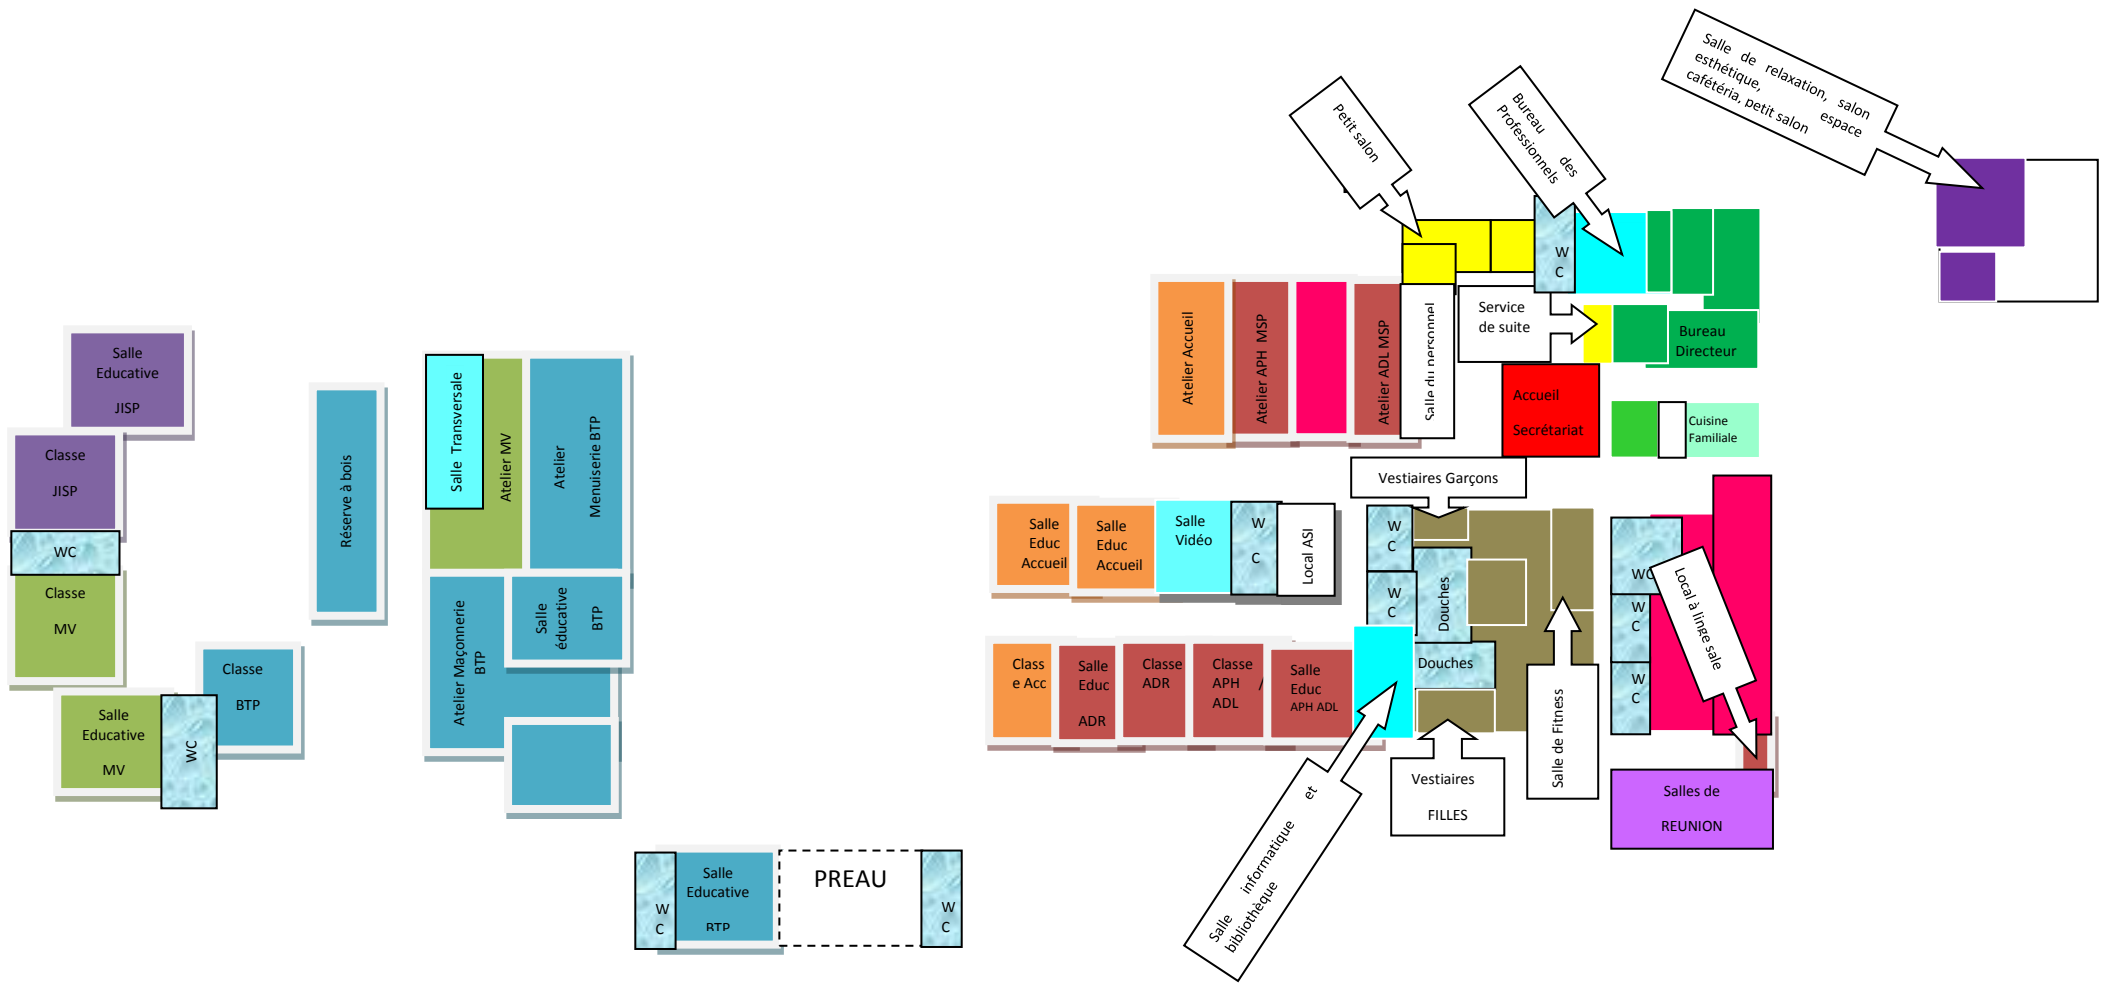 Salle de relaxation, salon
esthétique, espace
cafétéria, petit salon
Petit salon
Bureau des
Professionnels
W
C
Service
de suite
Bureau
Directeur
Atelier Accueil
Atelier APH MSP
Atelier ADL MSP
Salle du personnel
Accueil
Secrétariat
Cuisine
Familiale
Salle
Educative
JISP
Classe
JISP
WC
Classe
MV
Salle
Educative
MV
WC
Classe
BTP
Réserve à bois
Salle Transversale
Atelier MV
Atelier
Menuiserie BTP
Atelier Maçonnerie
BTP
Salle
éducative
BTP
Vestiaires Garçons
Salle
Educ
Accueil
Salle
Educ
Accueil
Salle
Vidéo
W
C
Local ASI
W
C
W
C
Douches
Douches
WC
W
C
W
C
Local à linge sale
Class
e Acc
Salle
Educ
ADR
Classe
ADR
Classe
APH /
ADL
Salle
Educ
APH ADL
Salle de Fitness
Vestiaires
FILLES
Salles de
REUNION
Salle informatique et
bibliothèque
W
C
Salle
Educative
BTP
PREAU
W
C